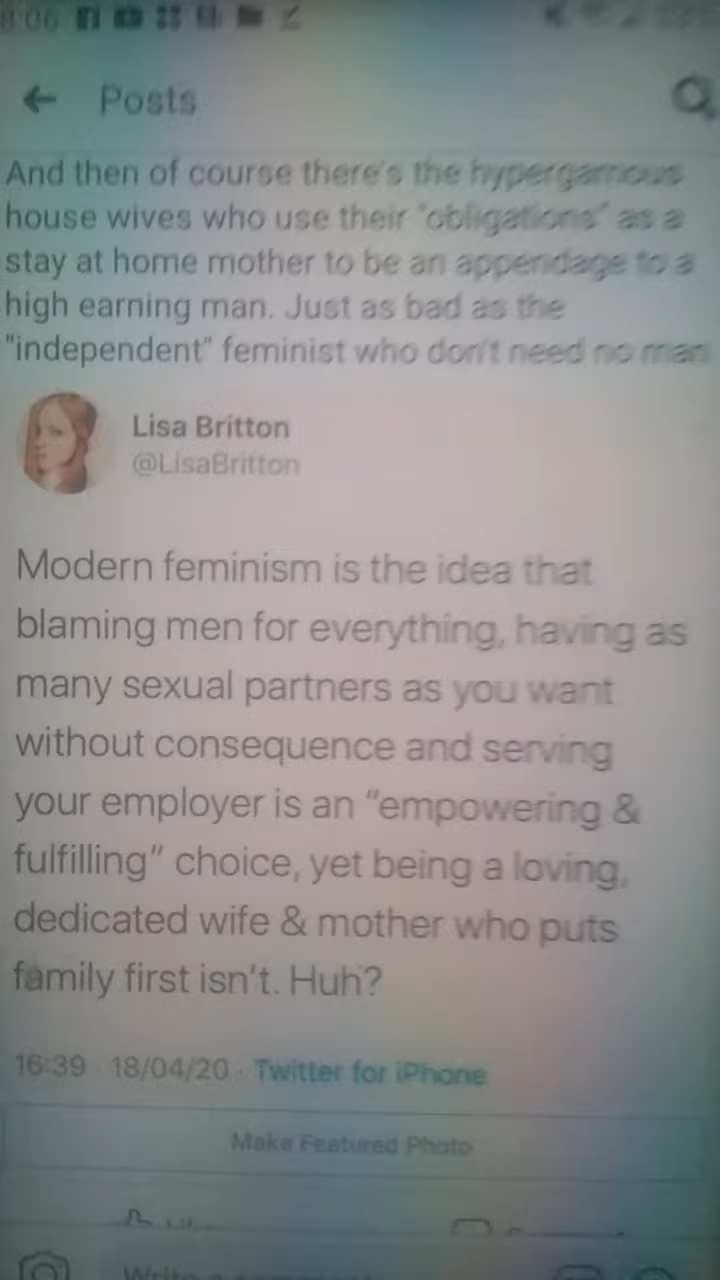 8:06
Posts
And then of course there's the hypergamous
house wives who use their "obligations" as a
stay at home mother to be an appendage to a
high earning man. Just as bad as the
"independent" feminist who don't need no man
Lisa Britton
@LisaBritton
Modern feminism is the idea that
blaming men for everything, having as
many sexual partners as you want
without consequence and serving
your employer is an “empowering &
fulfilling” choice, yet being a loving,
dedicated wife & mother who puts
family first isn’t. Huh?
16:39 · 18/04/20 · Twitter for iPhone
Make Featured Photo
Write a